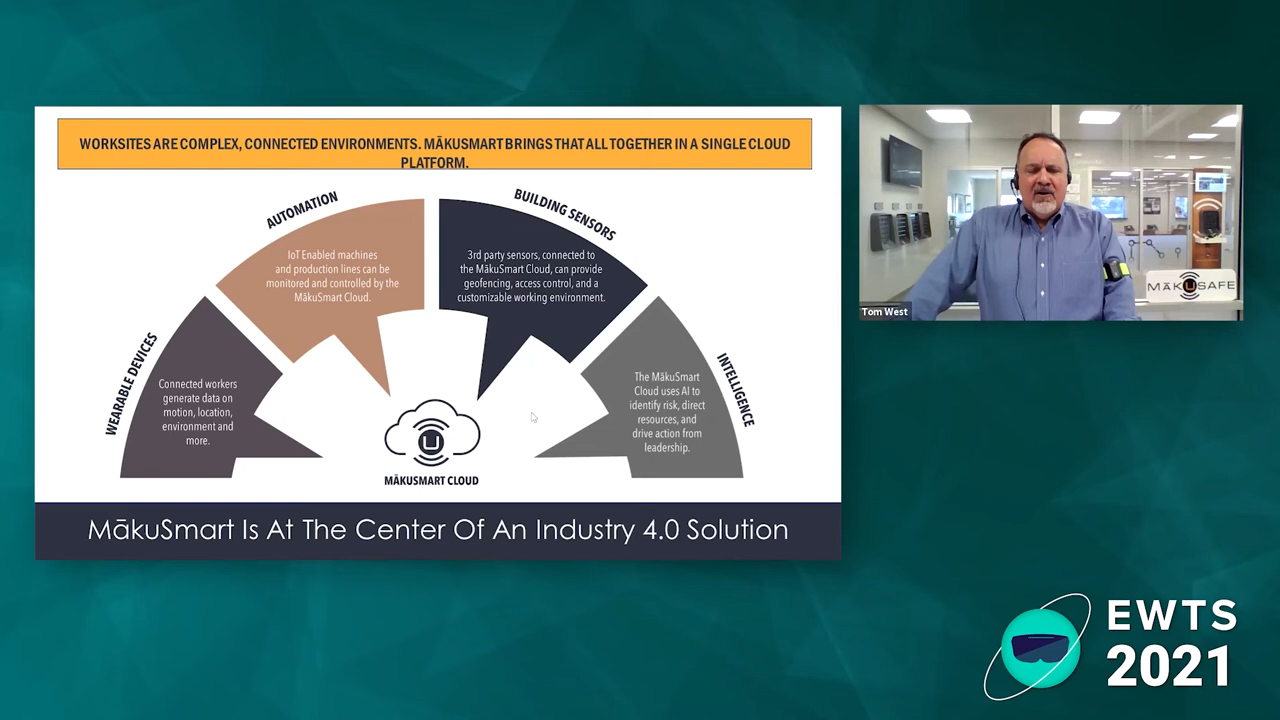 WORKSITES ARE COMPLEX, CONNECTED ENVIRONMENTS. MĀKUSMART BRINGS THAT ALL TOGETHER IN A SINGLE CLOUD
PLATFORM.
AUTOMATION
BUILDING SENSORS
IoT Enabled machines
and production lines can be
monitored and controlled by the
MākuSmart Cloud.
3rd party sensors, connected to
the MākuSmart Cloud, can provide
geofencing, access control, and a
customizable working environment.
WEARABLE DEVICES
Connected workers
generate data on
motion, location,
environment and
more.
INTELLIGENCE
The MākuSmart
Cloud uses AI to
identify risk, direct
resources, and
drive action from
leadership.
MĀKUSMART CLOUD
MākuSmart Is At The Center Of An Industry 4.0 Solution
MĀKUSAFE
Tom West
EWTS
2021